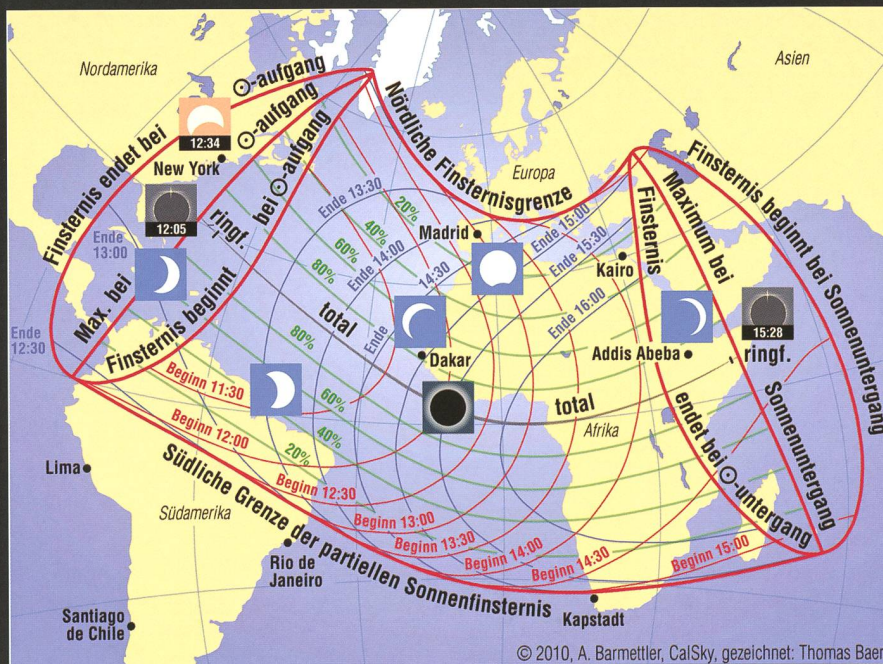 Nordamerika
Asien
Finsternis endet bei ☉-aufgang
☉-aufgang
12:34
New York
Nördliche Finsternisgrenze
Europa
Finsternis beginnt bei Sonnenuntergang
Maximum bei Sonnenuntergang
Finsternis endet bei ☉-untergang
Max. bei
Finsternis beginnt bei ☉-aufgang
12:05
ringf.
Ende
13:00
Ende
12:30
Ende 13:30
Ende 14:00
Ende 14:30
Ende 15:00
Ende 15:30
Ende 16:00
20%
40%
60%
80%
Madrid
Kairo
total
Dakar
Addis Abeba
15:28
ringf.
total
Afrika
80%
60%
40%
20%
Beginn 11:30
Beginn 12:00
Beginn 12:30
Beginn 13:00
Beginn 13:30
Beginn 14:00
Beginn 14:30
Beginn 15:00
Lima
Südamerika
Südliche Grenze der partiellen Sonnenfinsternis
Rio de
Janeiro
Kapstadt
Santiago
de Chile
© 2010, A. Barmettler, CalSky, gezeichnet: Thomas Baer